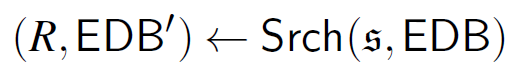 (R, EDB′) ← Srch(𝔰, EDB)